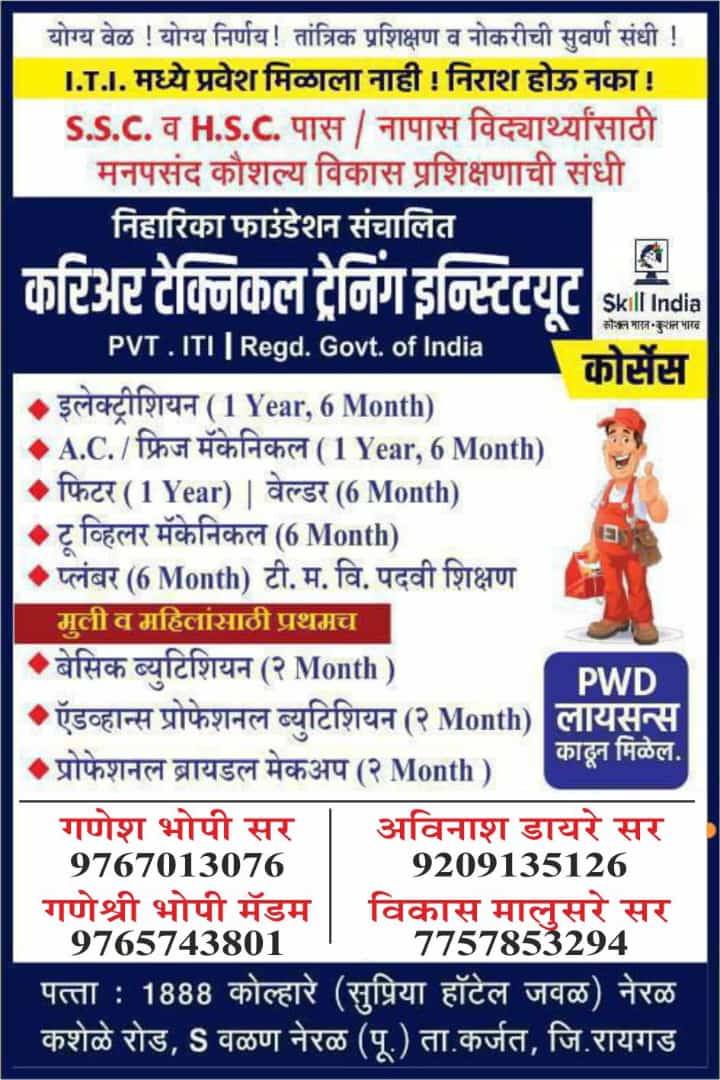 योग्य वेळ ! योग्य निर्णय! तांत्रिक प्रशिक्षण व नोकरीची सुवर्ण संधी !
I.T.I. मध्ये प्रवेश मिळाला नाही ! निराश होऊ नका !
S.S.C. व H.S.C. पास / नापास विद्यार्थ्यांसाठी
मनपसंद कौशल्य विकास प्रशिक्षणाची संधी
निहारिका फाउंडेशन संचालित
करिअर टेक्निकल ट्रेनिंग इन्स्टिटयूट
PVT . ITI | Regd. Govt. of India
Skill India
कौशल भारत - कुशल भारत
कोर्सेस
इलेक्ट्रीशियन ( 1 Year, 6 Month)
A.C. / फ्रिज मॅकेनिकल ( 1 Year, 6 Month)
फिटर ( 1 Year) | वेल्डर (6 Month)
टू व्हिलर मॅकेनिकल (6 Month)
प्लंबर (6 Month) टी. म. वि. पदवी शिक्षण
मुली व महिलांसाठी प्रथमच
बेसिक ब्युटिशियन (२ Month )
ऍडव्हान्स प्रोफेशनल ब्युटिशियन (२ Month)
प्रोफेशनल ब्रायडल मेकअप (२ Month )
PWD
लायसन्स
काढून मिळेल.
गणेश भोपी सर
9767013076
गणेश्री भोपी मॅडम
9765743801
अविनाश डायरे सर
9209135126
विकास मालुसरे सर
7757853294
पत्ता : 1888 कोल्हारे (सुप्रिया हॉटेल जवळ) नेरळ
कशेळे रोड, S वळण नेरळ (पू.) ता.कर्जत, जि.रायगड